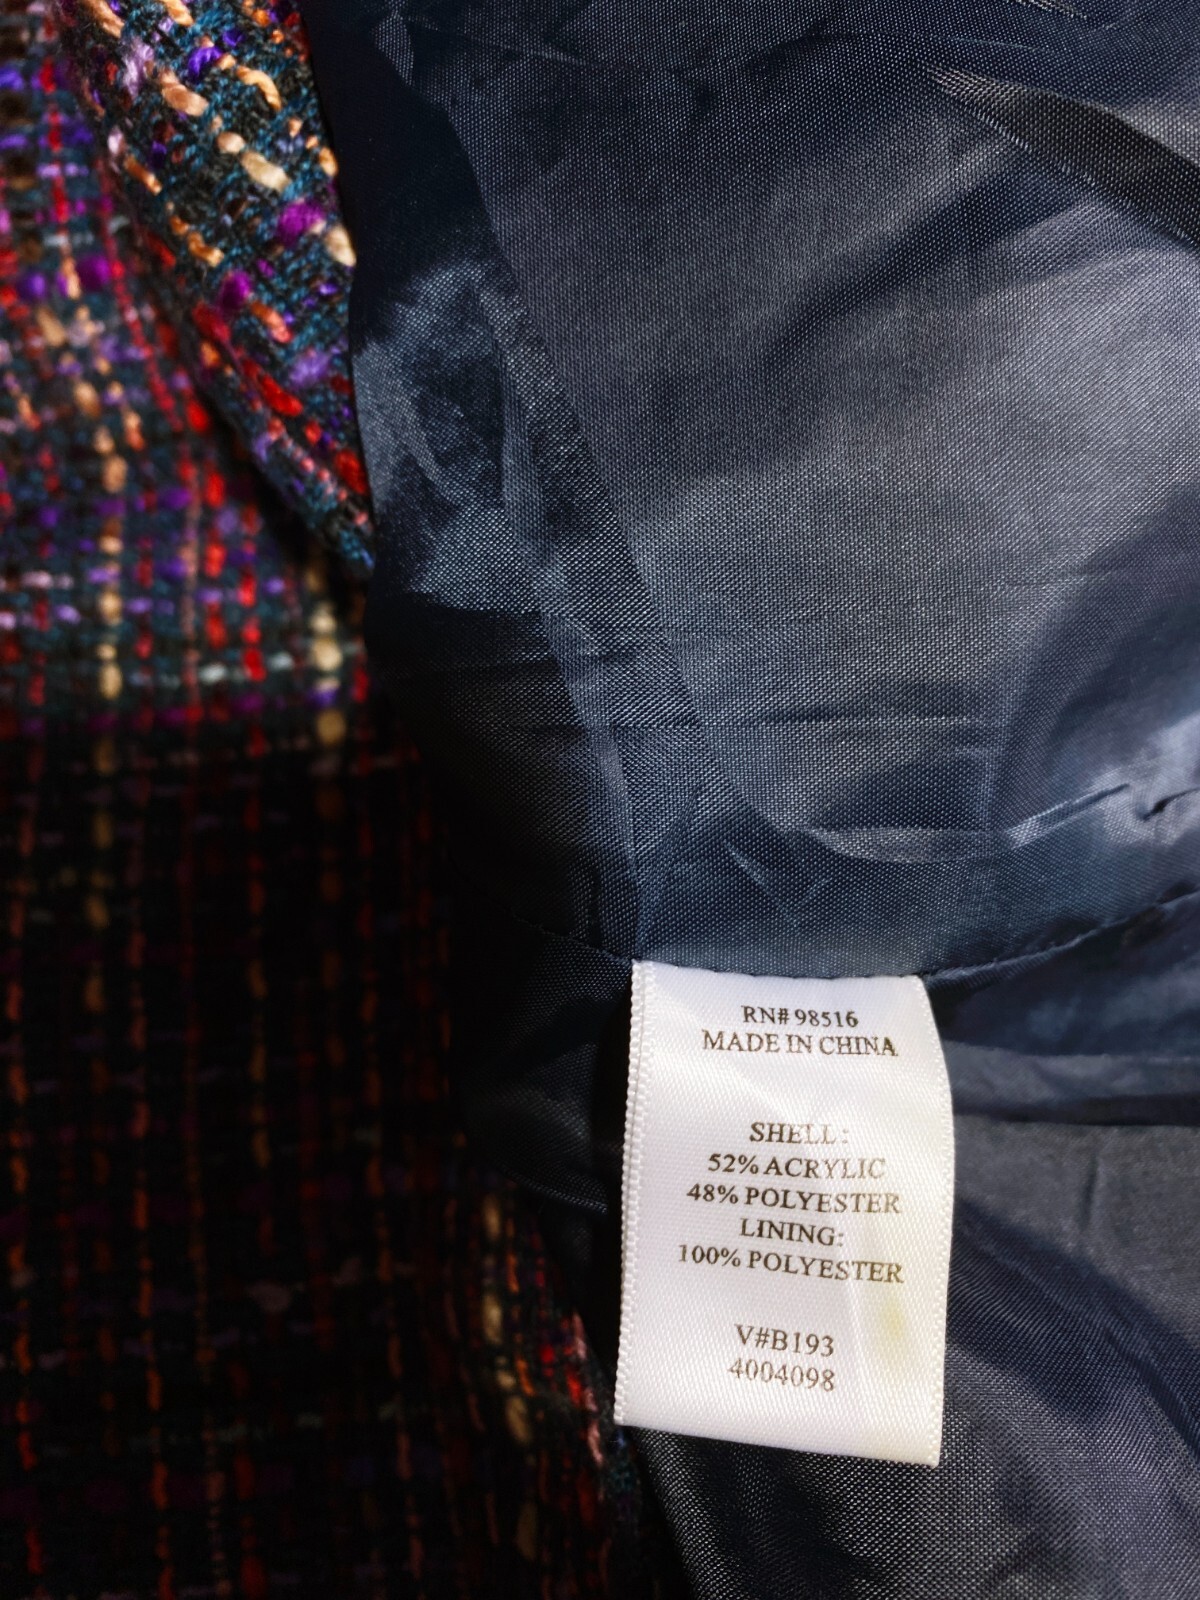 RN# 98516
MADE IN CHINA
SHELL:
52% ACRYLIC
48% POLYESTER
LINING:
100% POLYESTER
V#B193
4004098